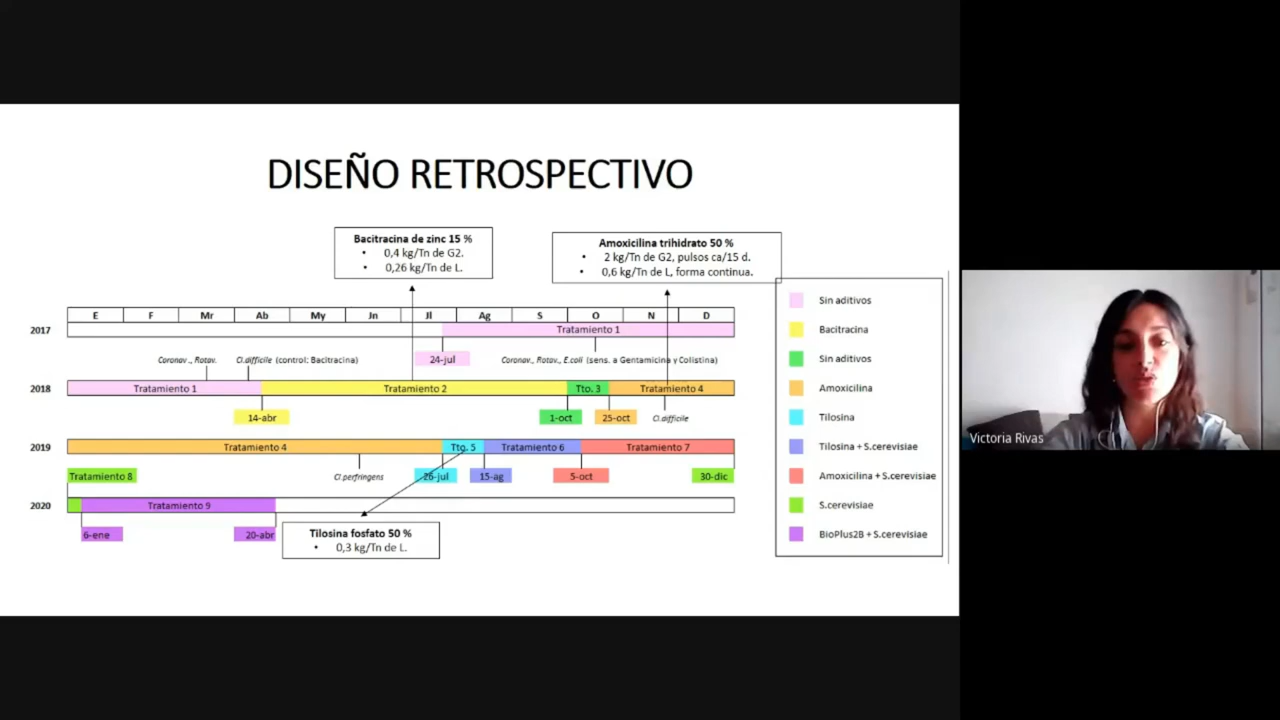 DISEÑO RETROSPECTIVO
Bacitracina de zinc 15 %
• 0,4 kg/Tn de G2.
• 0,26 kg/Tn de L.
Amoxicilina trihidrato 50 %
• 2 kg/Tn de G2, pulsos ca/15 d.
• 0,6 kg/Tn de L, forma continua.
E F Mr Ab My Jn Jl Ag S O N D
2017 Tratamiento 1
Coronav., Rotav. Cl.difficile (control: Bacitracina) 24-jul Coronav., Rotav., E.coli (sens. a Gentamicina y Colistina)
2018 Tratamiento 1 Tratamiento 2 Tto. 3 Tratamiento 4
14-abr 1-oct 25-oct Cl.difficile
2019 Tratamiento 4 Tto. 5 Tratamiento 6 Tratamiento 7
Tratamiento 8 Cl.perfringens 26-jul 15-ag 5-oct 30-dic
2020 Tratamiento 9
6-ene 20-abr
Tilosina fosfato 50 %
• 0,3 kg/Tn de L.
Sin aditivos
Bacitracina
Sin aditivos
Amoxicilina
Tilosina
Tilosina + S.cerevisiae
Amoxicilina + S.cerevisiae
S.cerevisiae
BioPlus2B + S.cerevisiae
Victoria Rivas